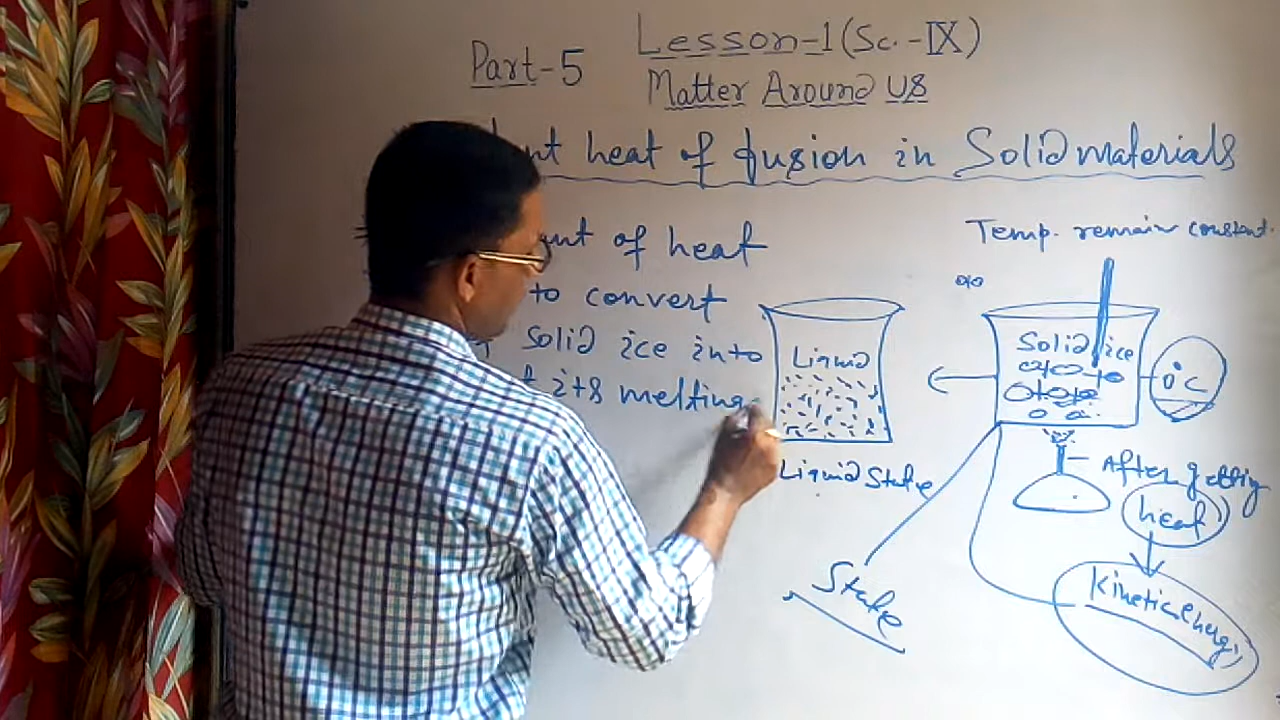 Part-5 Lesson-1 (Sc.-IX)
Matter Around us
heat of fusion in Solid materials
of heat
to convert
solid ice into
its melting
Temp. remain constant.
Solid ice
0°C
Liquid
Liquid State
After getting
heat
Kinetic energy
State